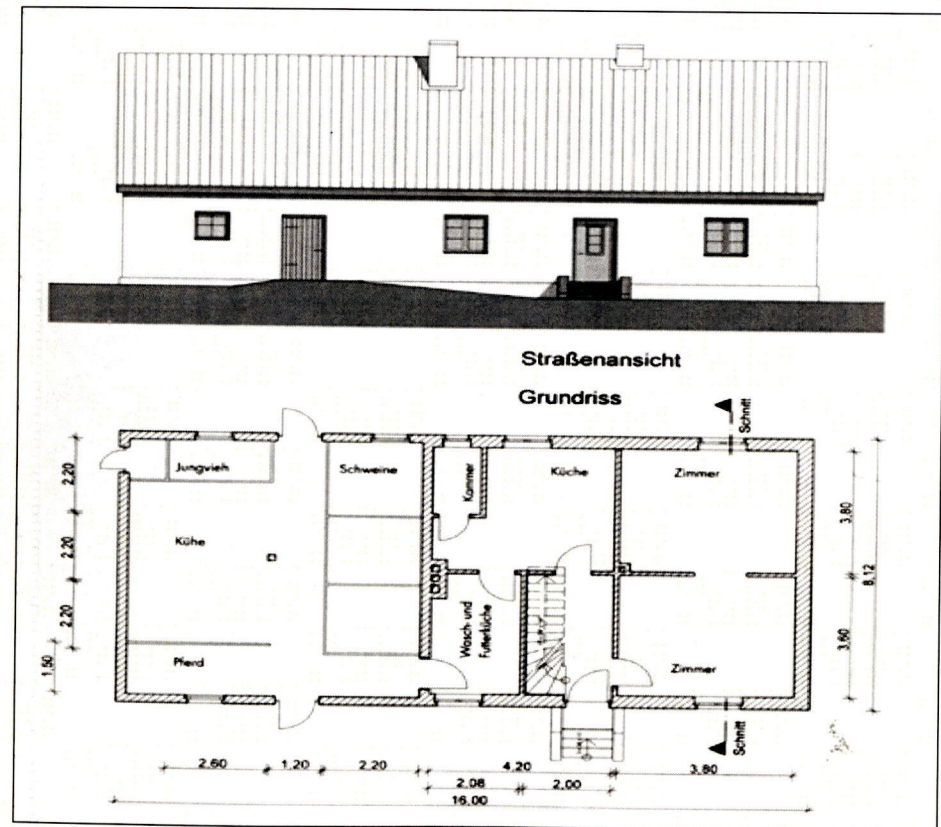 Straßenansicht
Grundriss
Schnitt
Jungvieh
Schweine
Kammer
Küche
Zimmer
Kühe
Wasch- und
Futterküche
Pferd
Zimmer
Schnitt
2,20
2,20
2,20
1,50
3,80
8,12
3,60
2,60
1,20
2,20
4,20
3,80
2,08
2,00
16,00